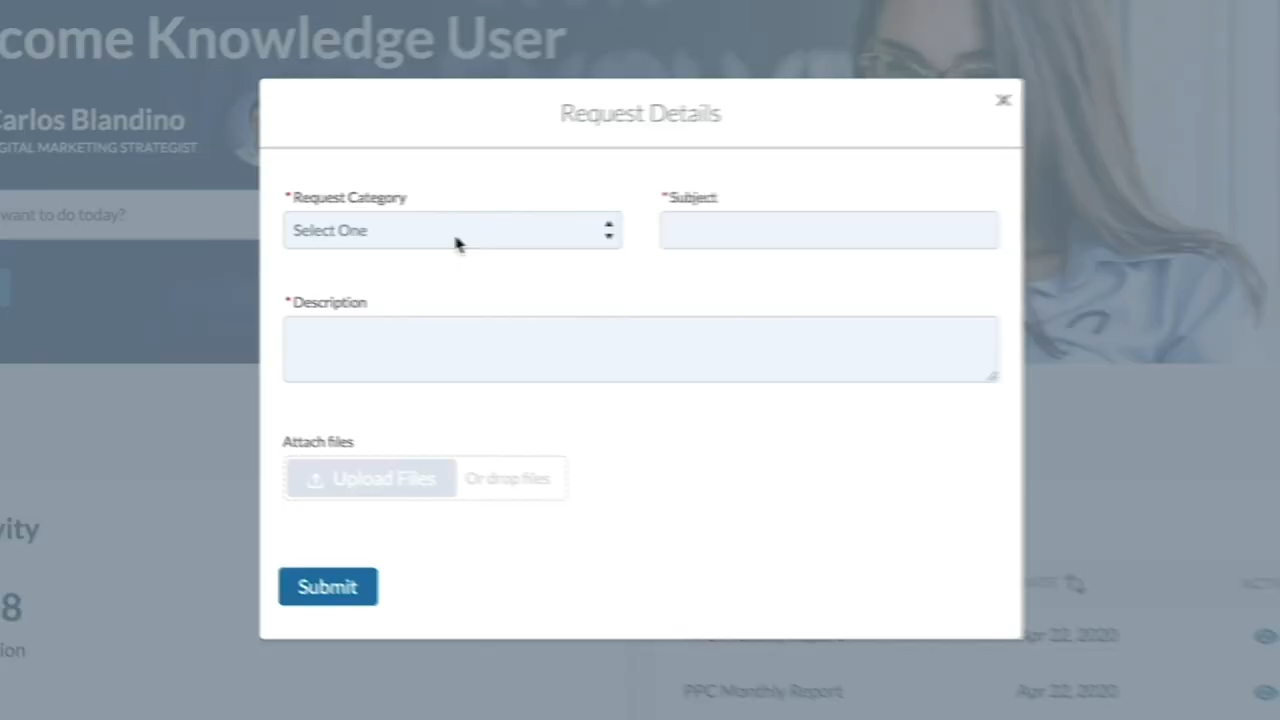 come Knowledge User
Carlos Blandino
GITAL MARKETING STRATEGIST
want to do today?
Request Details
*Request Category
*Subject
Select One
*Description
Attach files
Upload Files
Or drop files
Submit
vity
8
ion
Apr 22, 2020
PPC Monthly Report
Apr 22, 2020